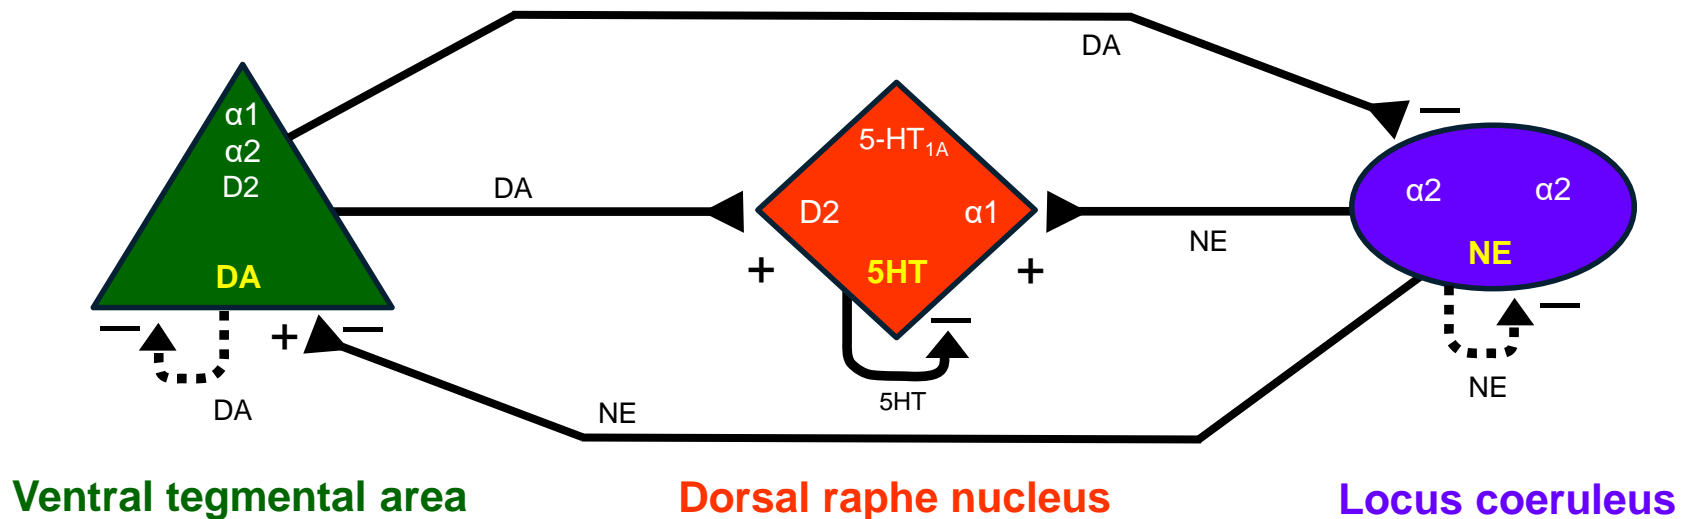 DA
α1
α2
D2
DA
− +
−
DA
DA
+
5-HT1A
D2
α1
5HT
−
5HT
NE
+
NE
−
α2
α2
NE
−
NE
Ventral tegmental area
Dorsal raphe nucleus
Locus coeruleus